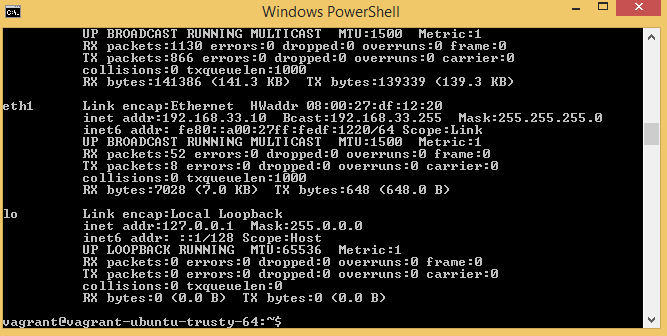 Windows PowerShell
UP BROADCAST RUNNING MULTICAST  MTU:1500  Metric:1
RX packets:1130 errors:0 dropped:0 overruns:0 frame:0
TX packets:866 errors:0 dropped:0 overruns:0 carrier:0
collisions:0 txqueuelen:1000
RX bytes:141386 (141.3 KB)  TX bytes:139339 (139.3 KB)
eth1      Link encap:Ethernet  HWaddr 08:00:27:df:12:20
inet addr:192.168.33.10  Bcast:192.168.33.255  Mask:255.255.255.0
inet6 addr: fe80::a00:27ff:fedf:1220/64 Scope:Link
UP BROADCAST RUNNING MULTICAST  MTU:1500  Metric:1
RX packets:52 errors:0 dropped:0 overruns:0 frame:0
TX packets:8 errors:0 dropped:0 overruns:0 carrier:0
collisions:0 txqueuelen:1000
RX bytes:7028 (7.0 KB)  TX bytes:648 (648.0 B)
lo        Link encap:Local Loopback
inet addr:127.0.0.1  Mask:255.0.0.0
inet6 addr: ::1/128 Scope:Host
UP LOOPBACK RUNNING  MTU:65536  Metric:1
RX packets:0 errors:0 dropped:0 overruns:0 frame:0
TX packets:0 errors:0 dropped:0 overruns:0 carrier:0
collisions:0 txqueuelen:0
RX bytes:0 (0.0 B)  TX bytes:0 (0.0 B)
vagrant@vagrant-ubuntu-trusty-64:~$